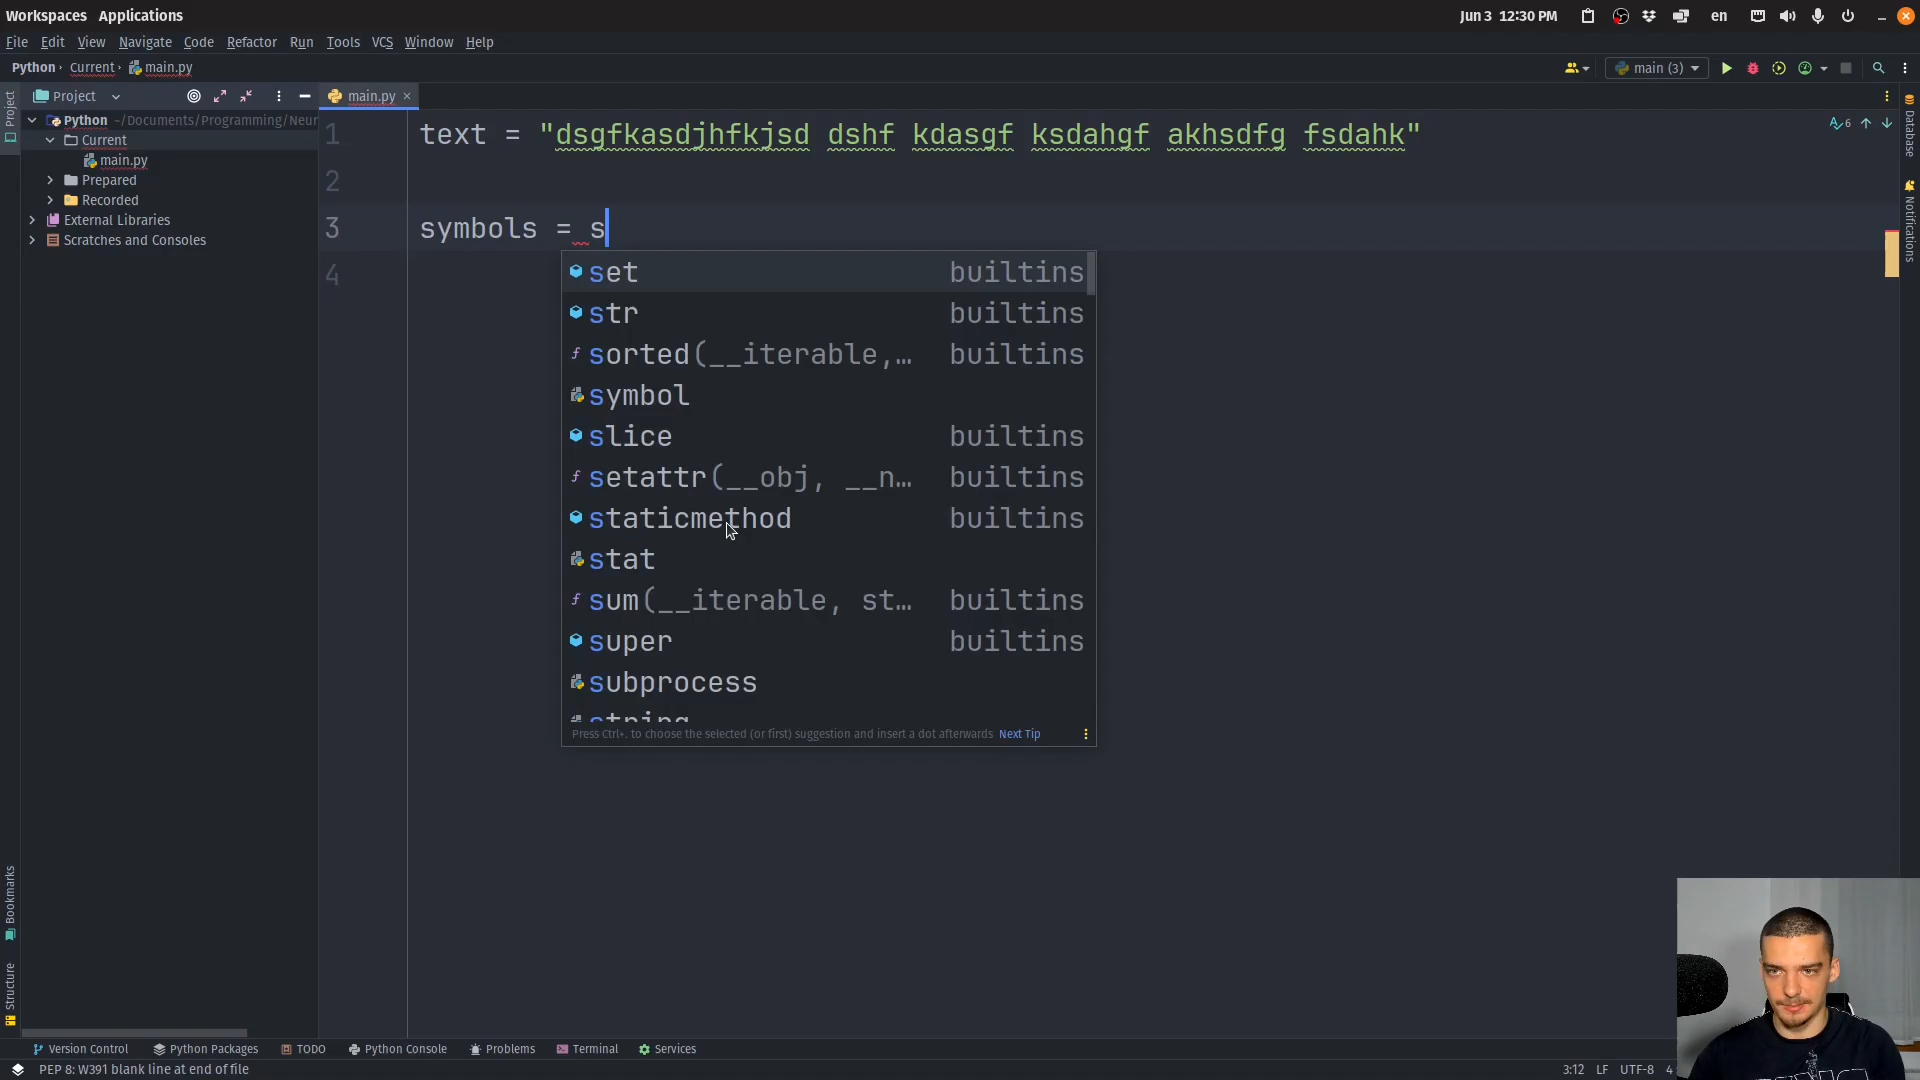 Workspaces Applications
Jun 3 12:30 PM
en
File Edit View Navigate Code Refactor Run Tools VCS Window Help
Python Current main.py
main (3)
Project
Project
main.py
Database
Notifications
Python ~/Documents/Programming/Neur
Current
main.py
Prepared
Recorded
External Libraries
Scratches and Consoles
6
1 text = "dsgfkasdjhfkjsd dshf kdasgf ksdahgf akhsdfg fsdahk"
2
3 symbols = s
4
set builtins
str builtins
sorted(__iterable,… builtins
symbol
slice builtins
setattr(__obj, __n… builtins
staticmethod builtins
stat
sum(__iterable, st… builtins
super builtins
subprocess
string
Press Ctrl+. to choose the selected (or first) suggestion and insert a dot afterwards Next Tip
Bookmarks
Structure
Version Control Python Packages TODO Python Console Problems Terminal Services
PEP 8: W391 blank line at end of file
3:12 LF UTF-8 4